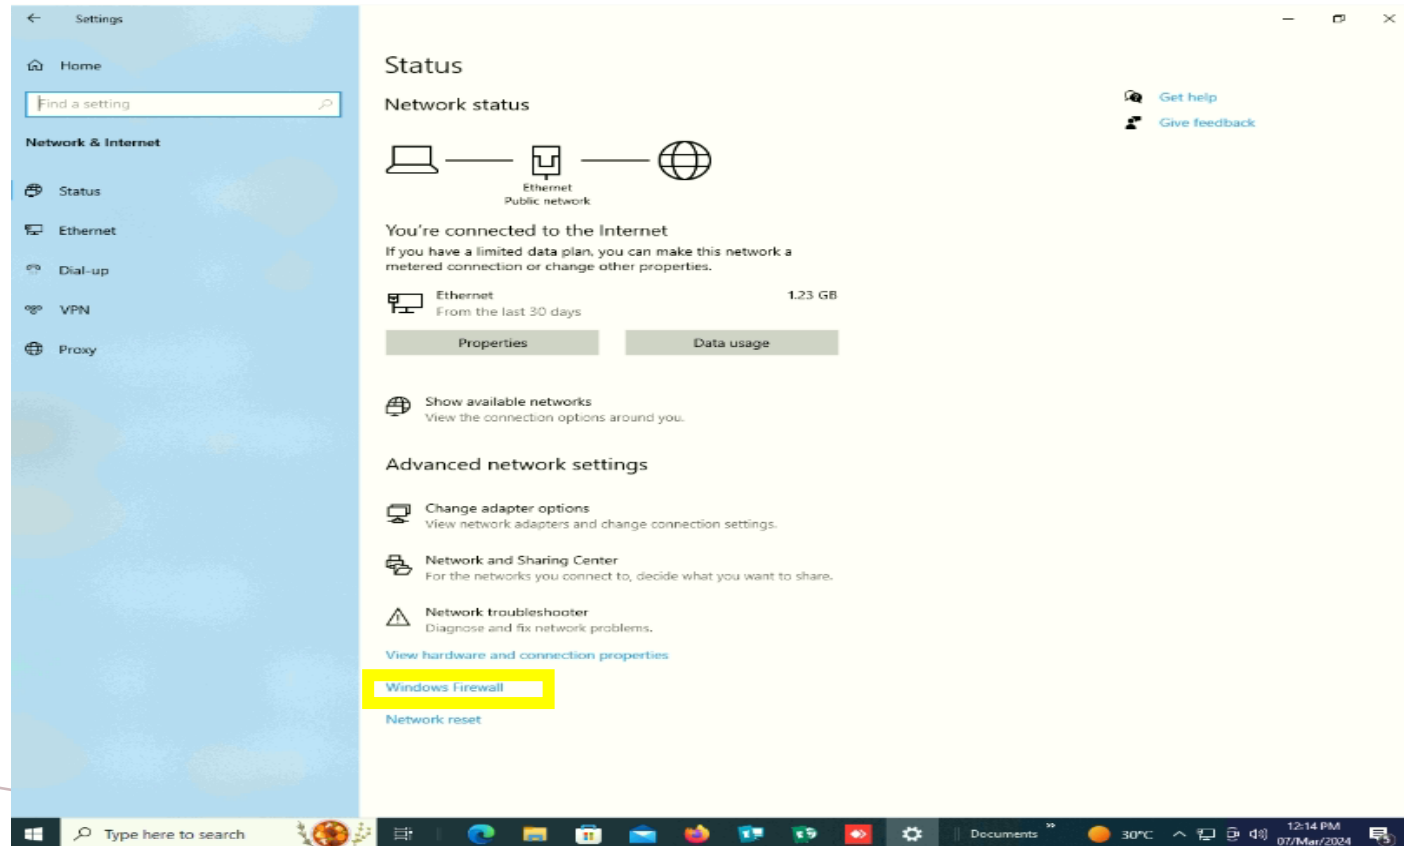 Settings
Home
Find a setting
Network & Internet
Status
Ethernet
Dial-up
VPN
Proxy
Status
Network status
Ethernet
Public network
You're connected to the Internet
If you have a limited data plan, you can make this network a
metered connection or change other properties.
Ethernet 1.23 GB
From the last 30 days
Properties Data usage
Show available networks
View the connection options around you.
Advanced network settings
Change adapter options
View network adapters and change connection settings.
Network and Sharing Center
For the networks you connect to, decide what you want to share.
Network troubleshooter
Diagnose and fix network problems.
View hardware and connection properties
Windows Firewall
Network reset
Get help
Give feedback
Type here to search Documents 30°C 12:14 PM
07/Mar/2024